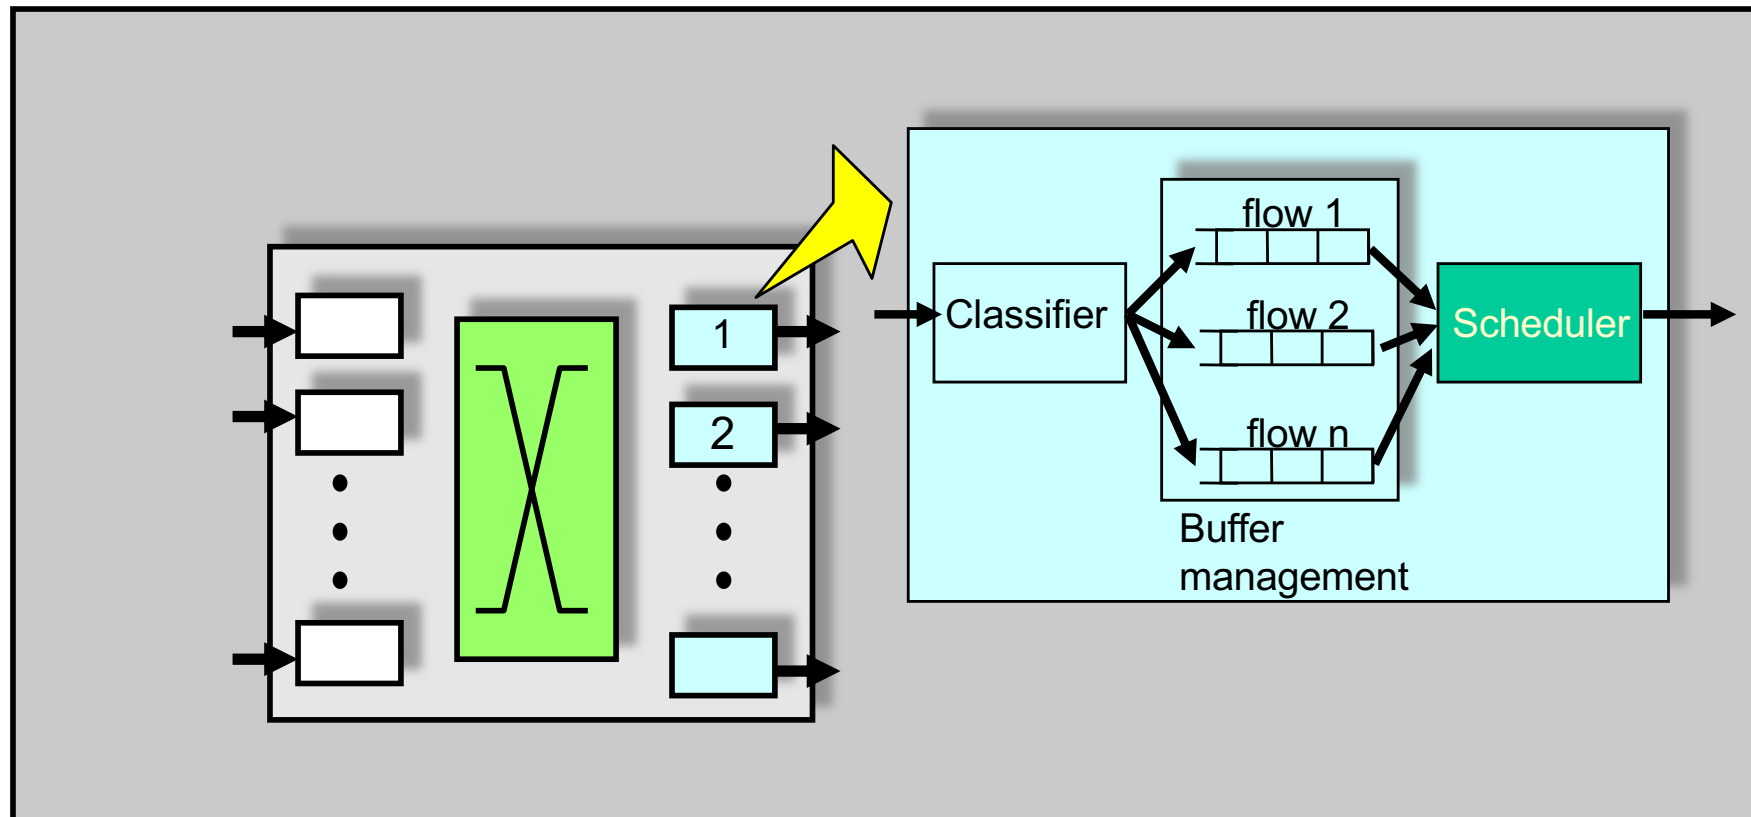 1
2
Classifier
flow 1
flow 2
flow n
Scheduler
Buffer
management